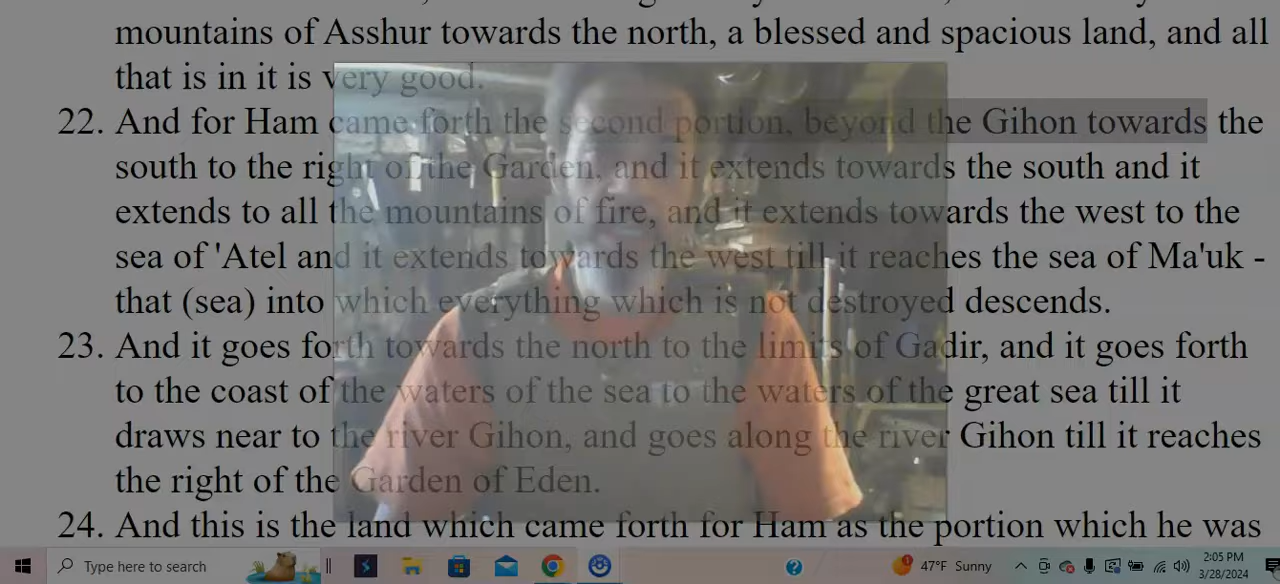 mountains of Asshur towards the north, a blessed and spacious land, and all
that is in it is very good.
22. And for Ham came forth the second portion, beyond the Gihon towards the
south to the right of the Garden, and it extends towards the south and it
extends to all the mountains of fire, and it extends towards the west to the
sea of 'Atel and it extends towards the west till it reaches the sea of Ma'uk -
that (sea) into which everything which is not destroyed descends.
23. And it goes forth towards the north to the limits of Gadir, and it goes forth
to the coast of the waters of the sea to the waters of the great sea till it
draws near to the river Gihon, and goes along the river Gihon till it reaches
the right of the Garden of Eden.
24. And this is the land which came forth for Ham as the portion which he was
Type here to search
47°F Sunny
2:05 PM
3/28/2024